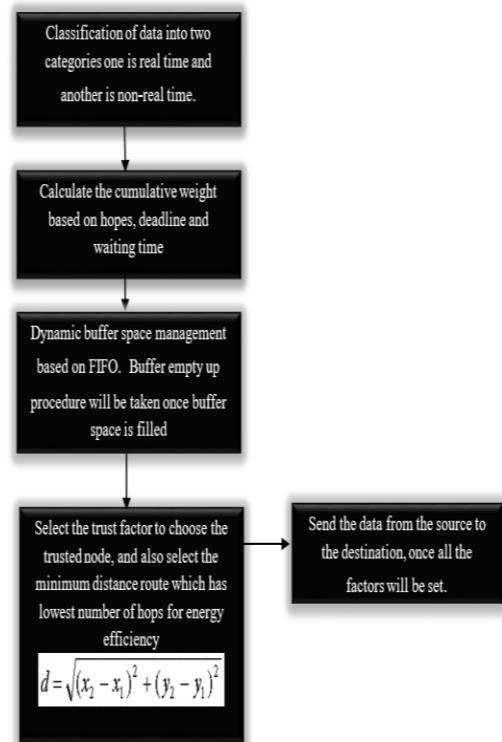 Classification of data into two
categories one is real time and
another is non-real time.
Calculate the cumulative weight
based on hopes, deadline and
waiting time
Dynamic buffer space management
based on FIFO. Buffer empty up
procedure will be taken once buffer
space is filled
Select the trust factor to choose the
trusted node, and also select the
minimum distance route which has
lowest number of hops for energy
efficiency
d = √((x₂ − x₁)² + (y₂ − y₁)²)
Send the data from the source to
the destination, once all the
factors will be set.